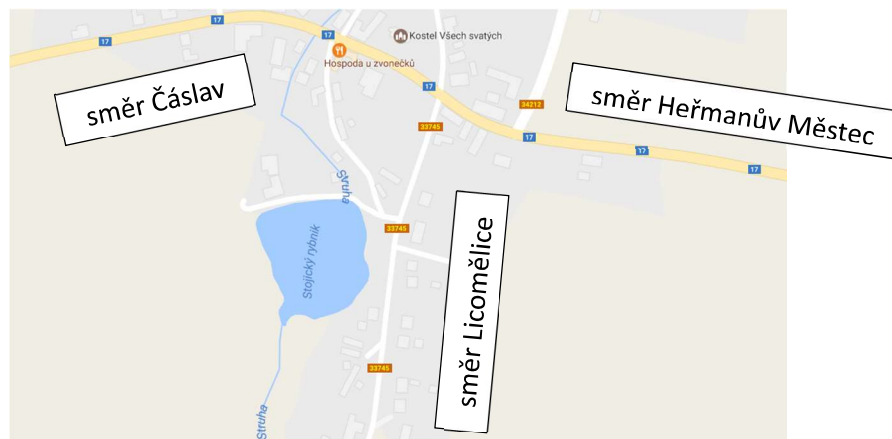 17
17
Kostel Všech svatých
Hospoda u zvonečků
17
17
směr Čáslav
směr Heřmanův Městec
34212
33745
17
17
17
Struha
33745
Stojický rybník
směr Licomělice
33745
Struha